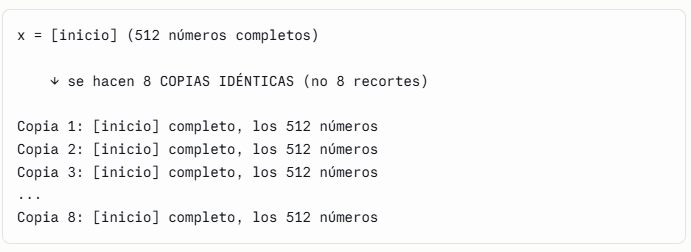 x = [inicio] (512 números completos)
↓ se hacen 8 COPIAS IDÉNTICAS (no 8 recortes)
Copia 1: [inicio] completo, los 512 números
Copia 2: [inicio] completo, los 512 números
Copia 3: [inicio] completo, los 512 números
...
Copia 8: [inicio] completo, los 512 números